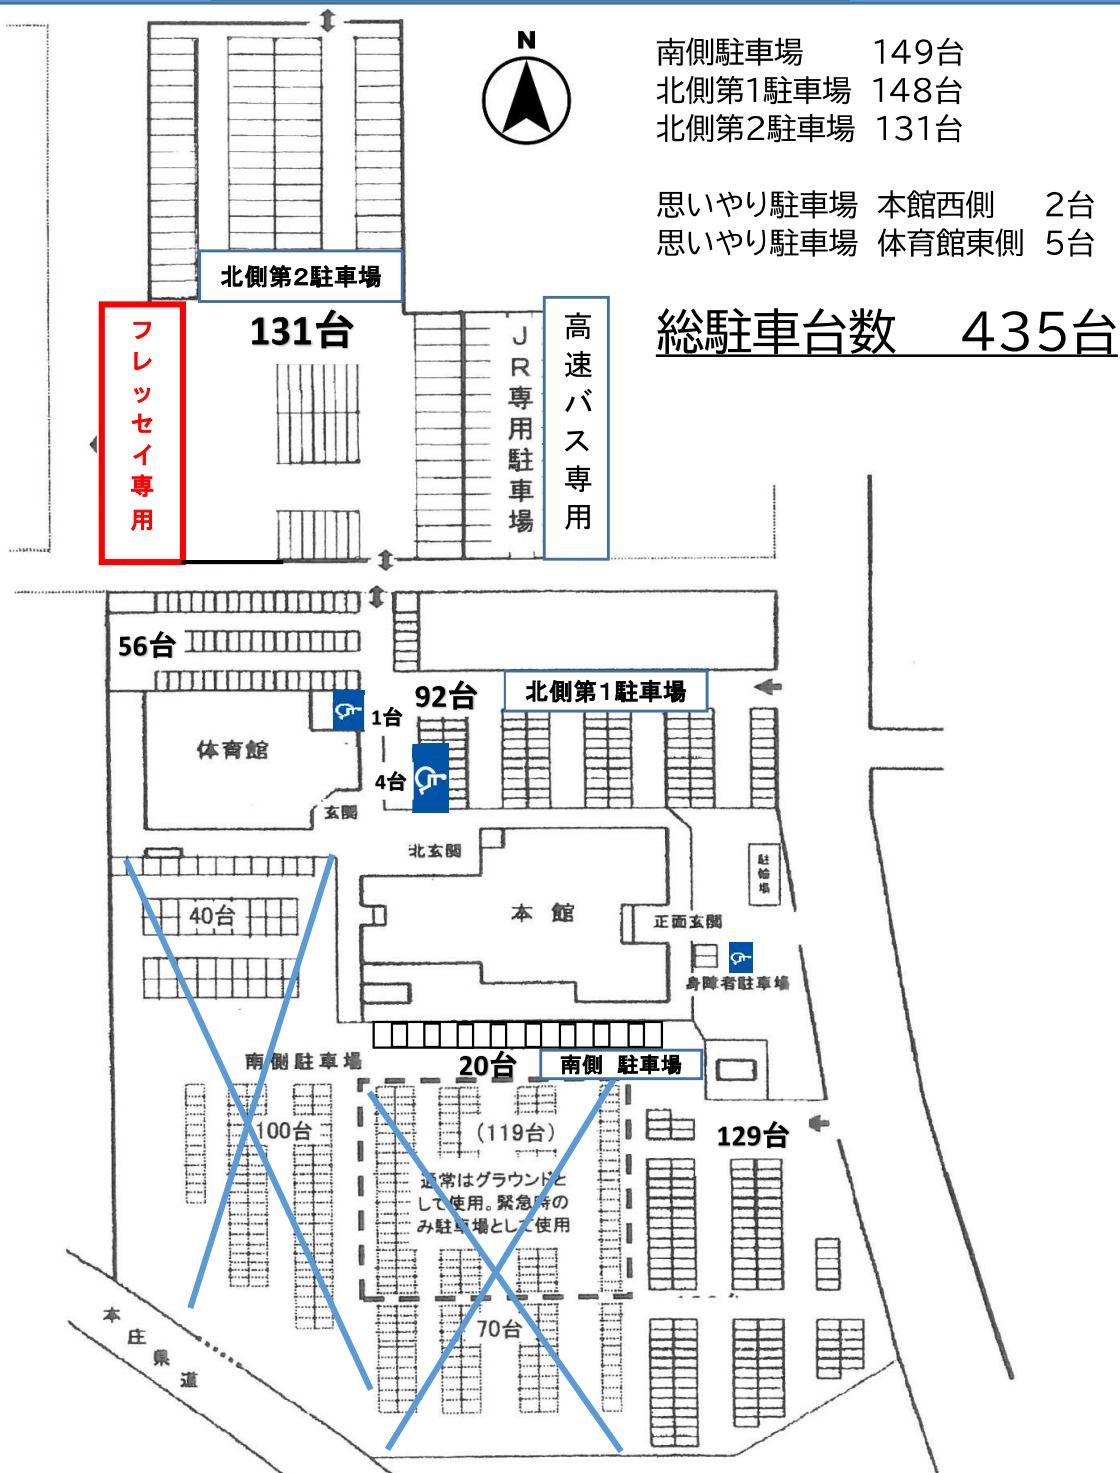 N
南側駐車場 149台
北側第1駐車場 148台
北側第2駐車場 131台
思いやり駐車場 本館西側 2台
思いやり駐車場 体育館東側 5台
総駐車台数 435台
北側第2駐車場
131台
フレッセイ専用
JR専用駐車場
高速バス専用
56台
92台
北側第1駐車場
1台
体育館
4台
玄関
北玄関
駐輪場
40台
本館
正面玄関
身障者駐車場
南側駐車場
20台
南側 駐車場
100台
(119台)
129台
通常はグラウンドと
して使用。緊急時の
み駐車場として使用
70台
本庄県道